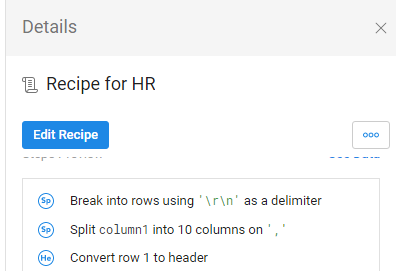 Details
Recipe for HR
Edit Recipe
Sp Break into rows using '\r\n' as a delimiter
Sp Split column1 into 10 columns on ','
He Convert row 1 to header